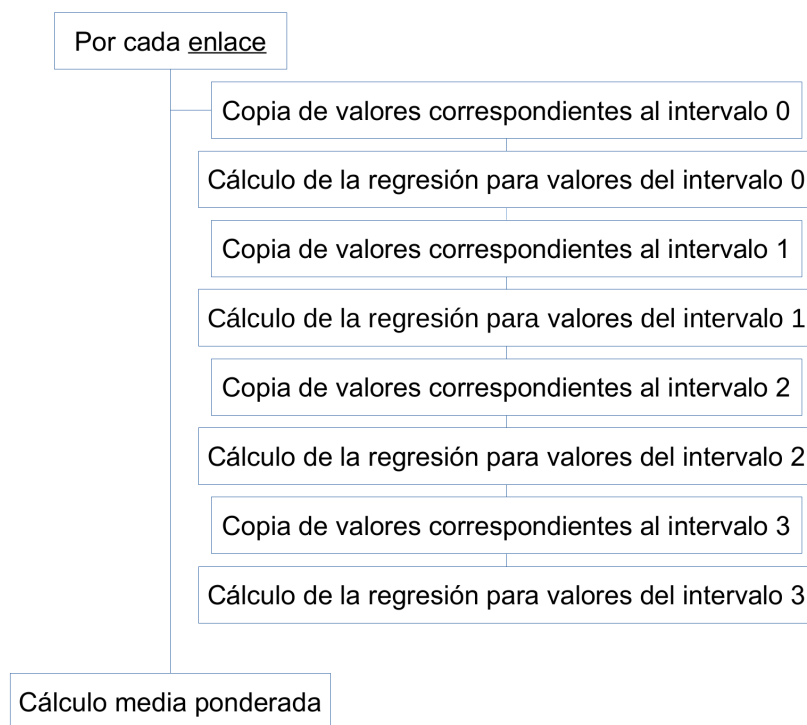 Por cada enlace
Copia de valores correspondientes al intervalo 0
Cálculo de la regresión para valores del intervalo 0
Copia de valores correspondientes al intervalo 1
Cálculo de la regresión para valores del intervalo 1
Copia de valores correspondientes al intervalo 2
Cálculo de la regresión para valores del intervalo 2
Copia de valores correspondientes al intervalo 3
Cálculo de la regresión para valores del intervalo 3
Cálculo media ponderada